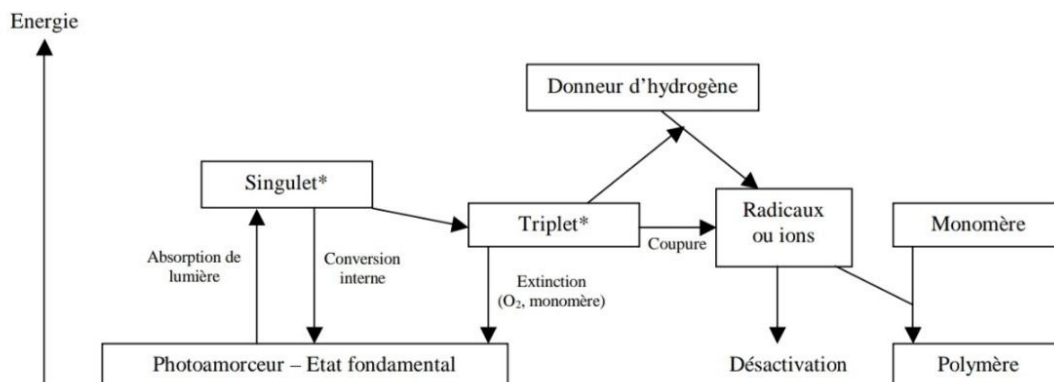 Energie
Donneur d’hydrogène
Singulet*
Triplet*
Radicaux
ou ions
Monomère
Absorption de
lumière
Conversion
interne
Coupure
Extinction
(O₂, monomère)
Photoamorceur – Etat fondamental
Désactivation
Polymère